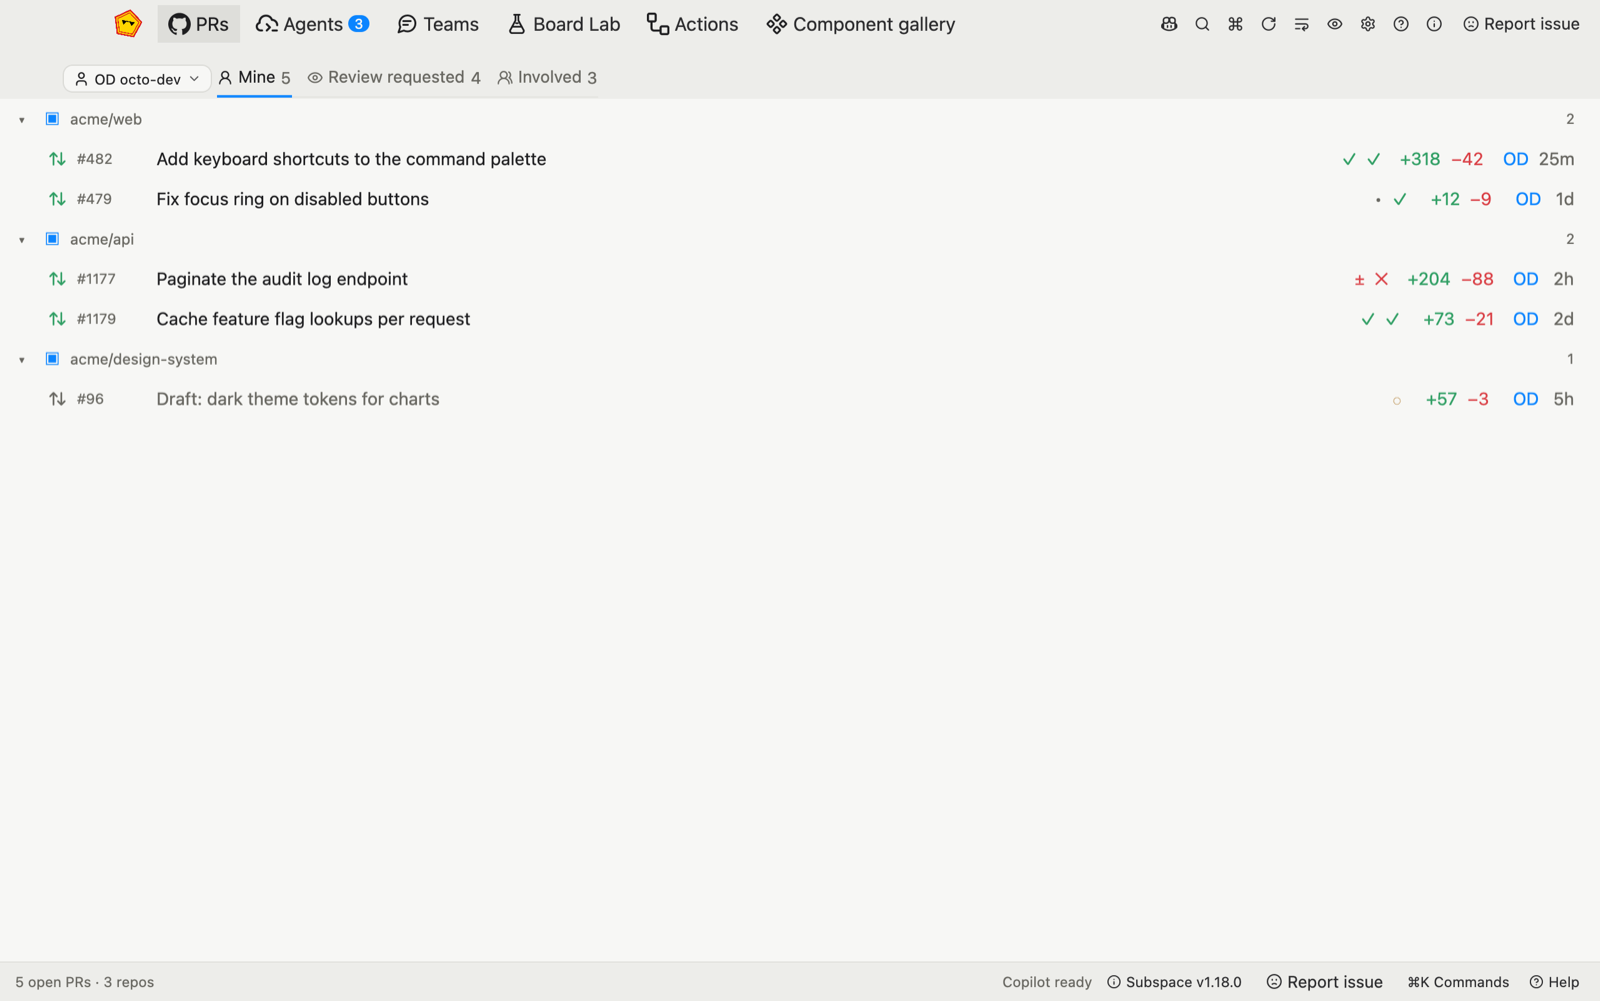 PRs Agents 3 Teams Board Lab Actions Component gallery Report issue
OD octo-dev Mine 5 Review requested 4 Involved 3
acme/web 2
#482 Add keyboard shortcuts to the command palette +318 −42 OD 25m
#479 Fix focus ring on disabled buttons +12 −9 OD 1d
acme/api 2
#1177 Paginate the audit log endpoint ± +204 −88 OD 2h
#1179 Cache feature flag lookups per request +73 −21 OD 2d
acme/design-system 1
#96 Draft: dark theme tokens for charts +57 −3 OD 5h
5 open PRs · 3 repos Copilot ready Subspace v1.18.0 Report issue ⌘K Commands Help